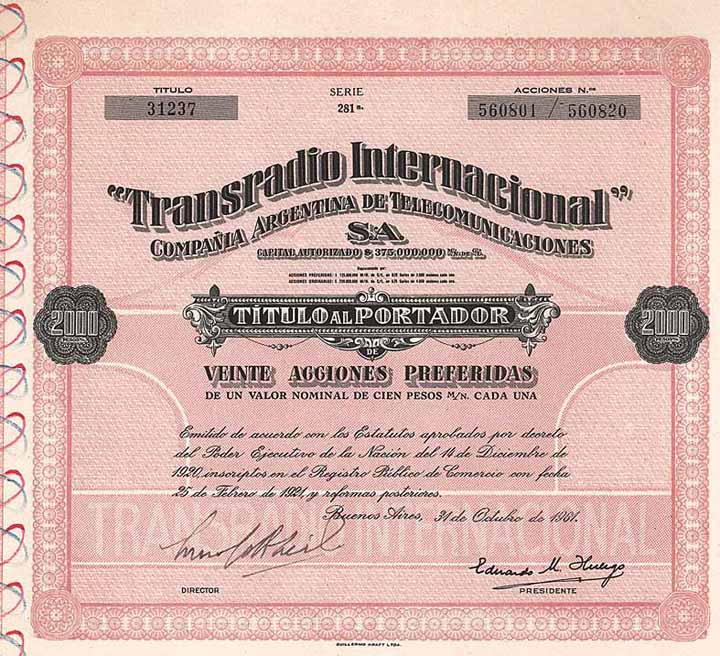 TITULO SERIE ACCIONES N.os
31237 281a. 560801 / 560820
"Transradio Internacional"
COMPAÑIA ARGENTINA DE TELECOMUNICACIONES
S.A.
CAPITAL AUTORIZADO $ 375.000.000 M/N. DE C/L.
Representado por:
TÍTULO AL PORTADOR
DE
2000
2000
VEINTE ACCIONES PREFERIDAS
DE UN VALOR NOMINAL DE CIEN PESOS M/N. CADA UNA
Emitido de acuerdo con los Estatutos aprobados por decreto
del Poder Ejecutivo de la Nación del 14 de Diciembre de
1920, inscriptos en el Registro Público de Comercio con fecha
25 de Febrero de 1921, y reformas posteriores.
Buenos Aires, 31 de Octubre de 1961.
TRANSRADIO INTERNACIONAL
Eduardo M. Huergo
DIRECTOR PRESIDENTE
GUILLERMO KRAFT LTDA.